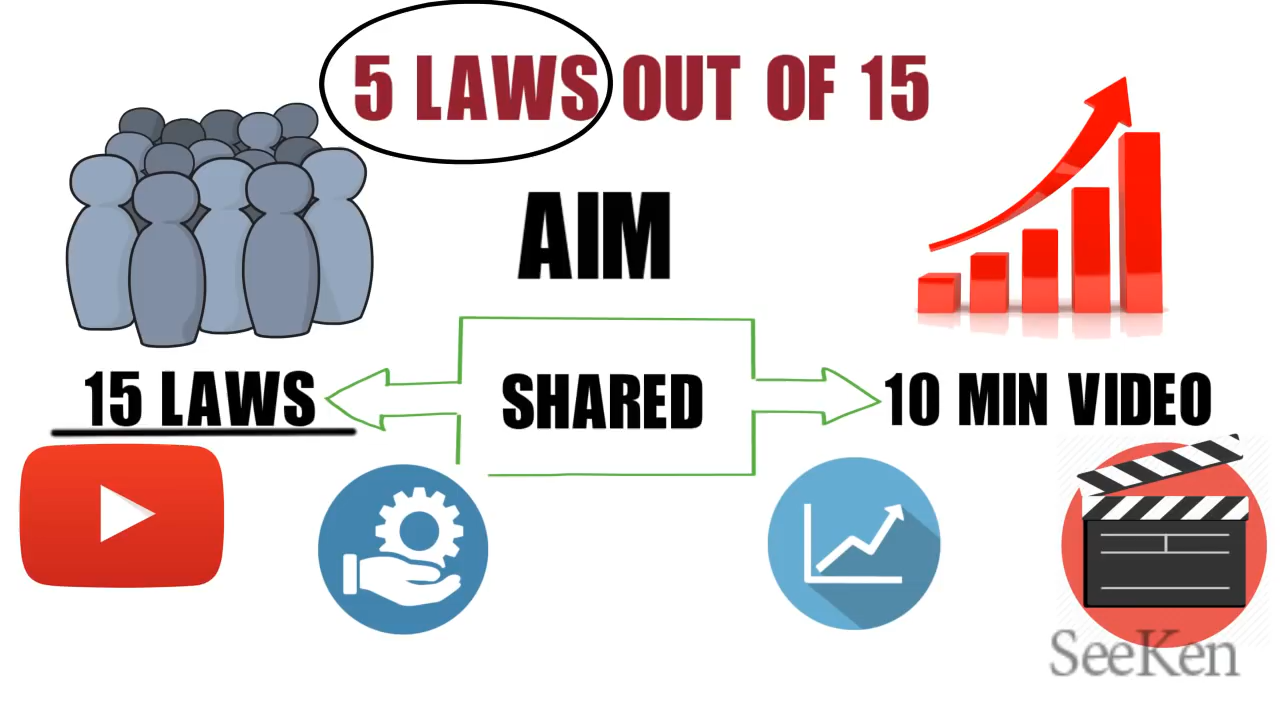 5 LAWS OUT OF 15
AIM
15 LAWS
SHARED
10 MIN VIDEO
SeeKen